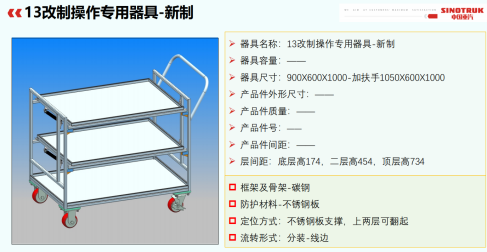 13改制操作专用器具-新制
SINOTRUK
中国重汽
器具名称：13改制操作专用器具-新制
器具容量：——
器具尺寸：900X600X1000-加扶手1050X600X1000
产品件外形尺寸：——
产品件质量：——
产品件号：——
产品件间距：——
层间距：底层高174，二层高454，顶层高734
框架及骨架-碳钢
防护材料-不锈钢板
定位方式：不锈钢板支撑，上两层可翻起
流转形式：分装-线边